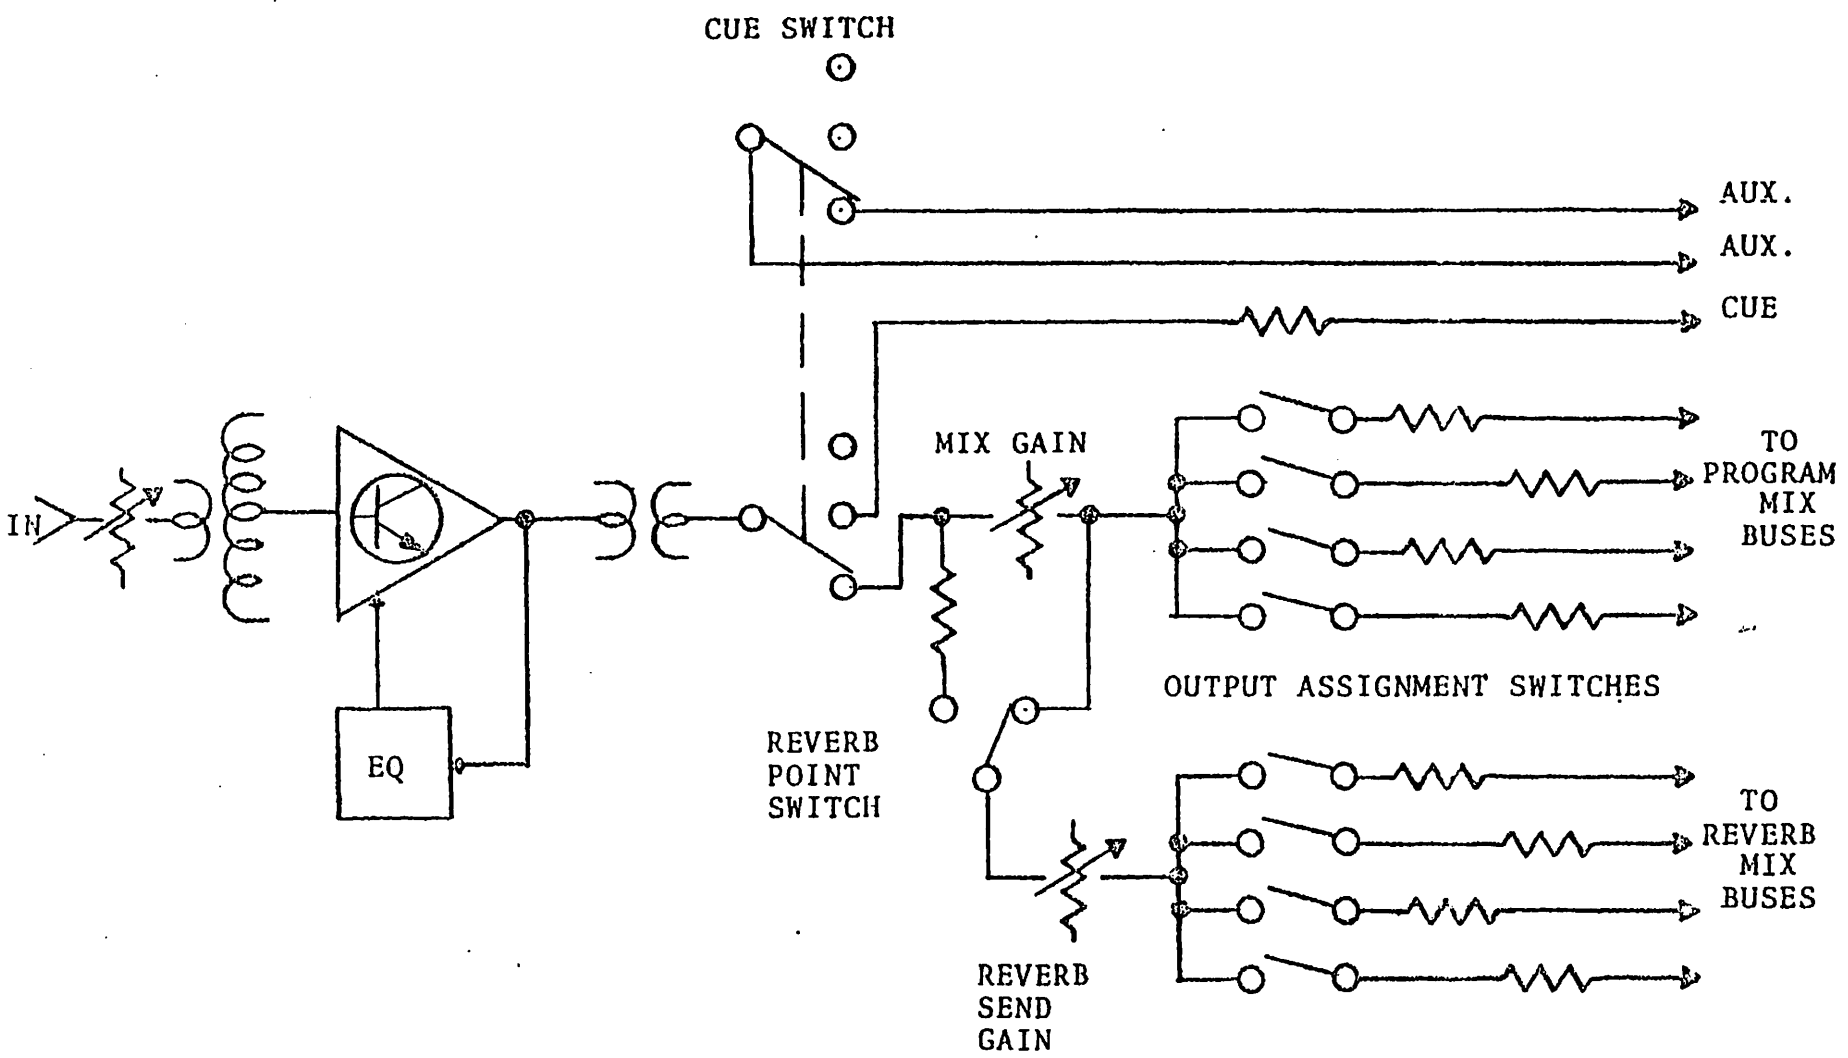 CUE SWITCH
AUX.
AUX.
CUE
IN
MIX GAIN
TO
PROGRAM
MIX
BUSES
OUTPUT ASSIGNMENT SWITCHES
EQ
REVERB
POINT
SWITCH
TO
REVERB
MIX
BUSES
REVERB
SEND
GAIN